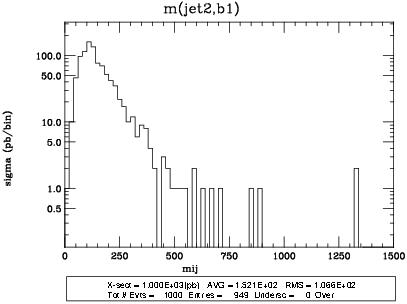 m(jet2,b1)
sigma (pb/bin)
100.0
50.0
10.0
5.0
1.0
0.5
0 250 500 750 1000 1250 1500
mij
X-sect = 1.000E+03(pb) AVG = 1.521E+02 RMS = 1.066E+02
Tot # Evts = 1000 Entries = 949 Undersc = 0 Over